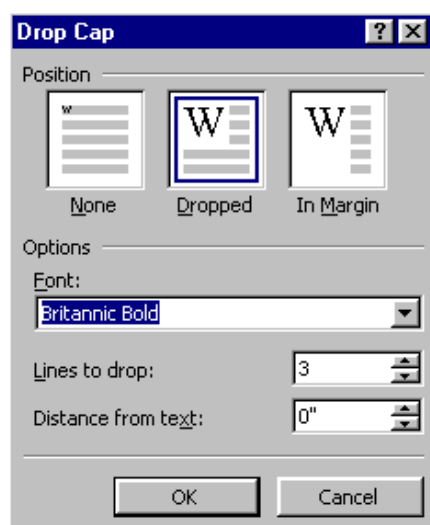 Drop Cap ? X
Position
W W W
None Dropped In Margin
Options
Font:
Britannic Bold
Lines to drop: 3
Distance from text: 0"
OK Cancel